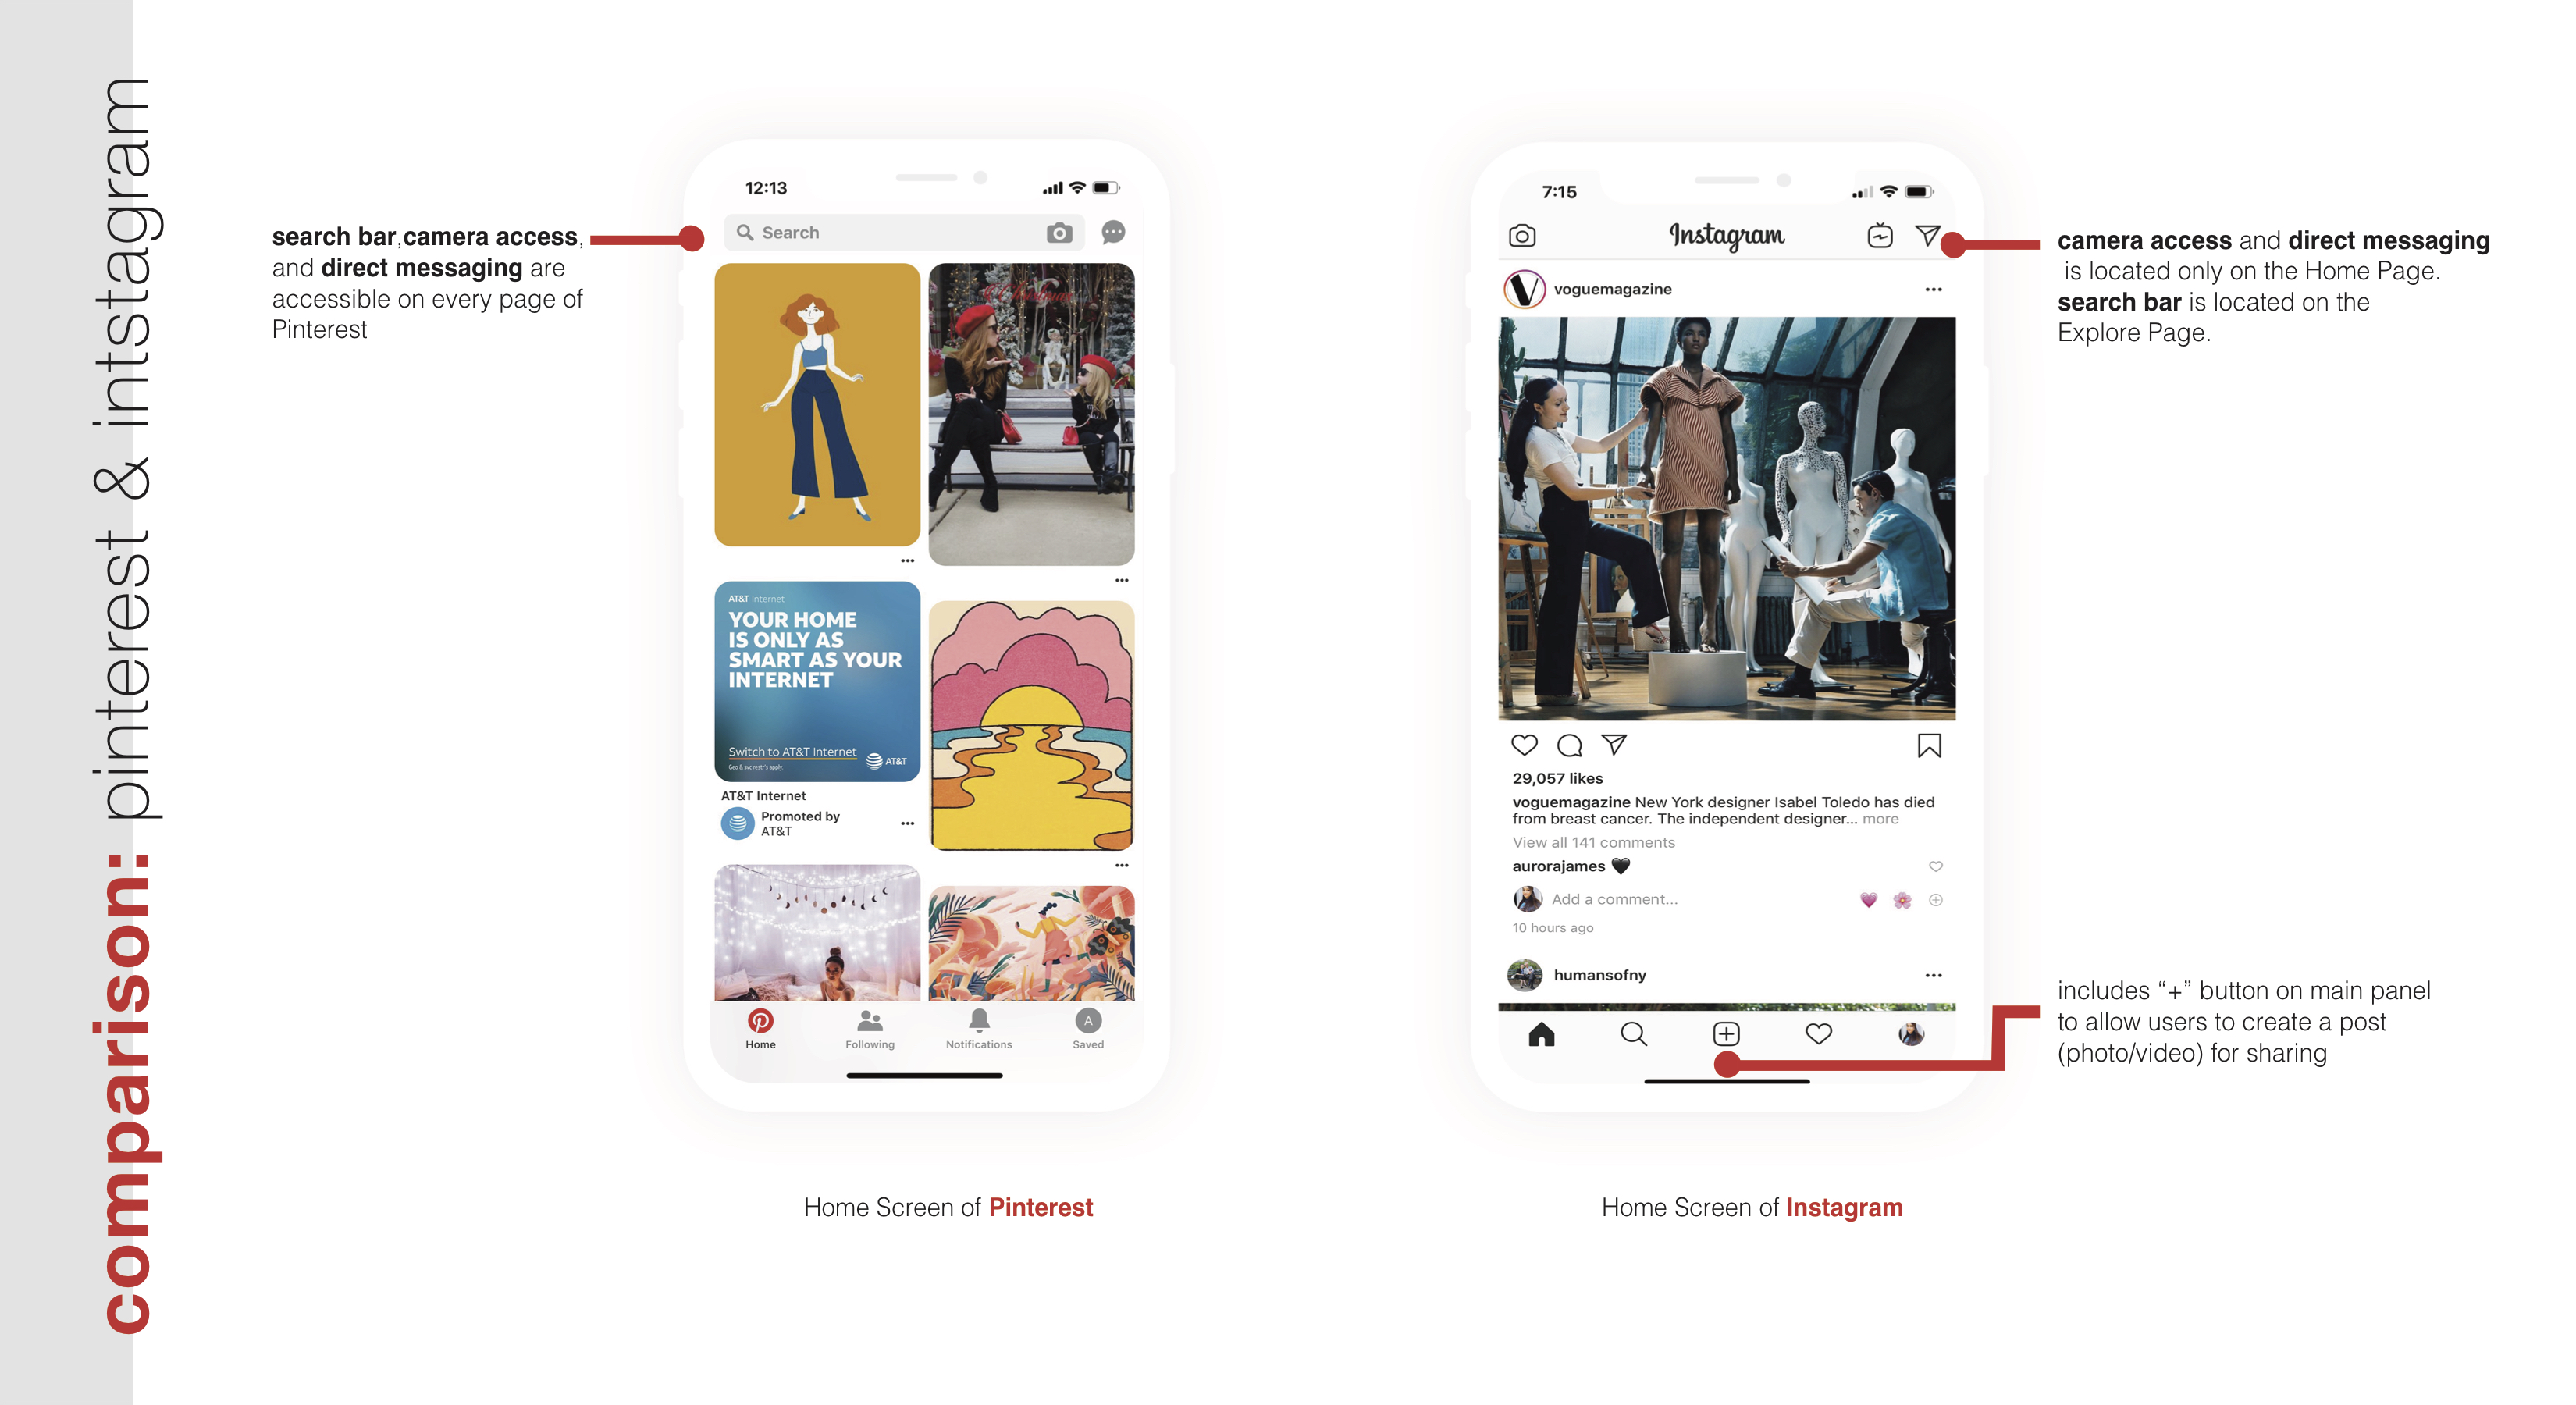 comparison: pinterest & intstagram
search bar,camera access,
and direct messaging are
accessible on every page of
Pinterest
12:13
Search
AT&T Internet
YOUR HOME
IS ONLY AS
SMART AS YOUR
INTERNET
Switch to AT&T Internet
Geo & svc restr's apply.
AT&T
AT&T Internet
Promoted by
AT&T
Home
Following
Notifications
A
Saved
Home Screen of Pinterest
7:15
Instagram
voguemagazine
29,057 likes
voguemagazine New York designer Isabel Toledo has died
from breast cancer. The independent designer... more
View all 141 comments
aurorajames 🖤
Add a comment...
10 hours ago
humansofny
Home Screen of Instagram
camera access and direct messaging
is located only on the Home Page.
search bar is located on the
Explore Page.
includes “+” button on main panel
to allow users to create a post
(photo/video) for sharing